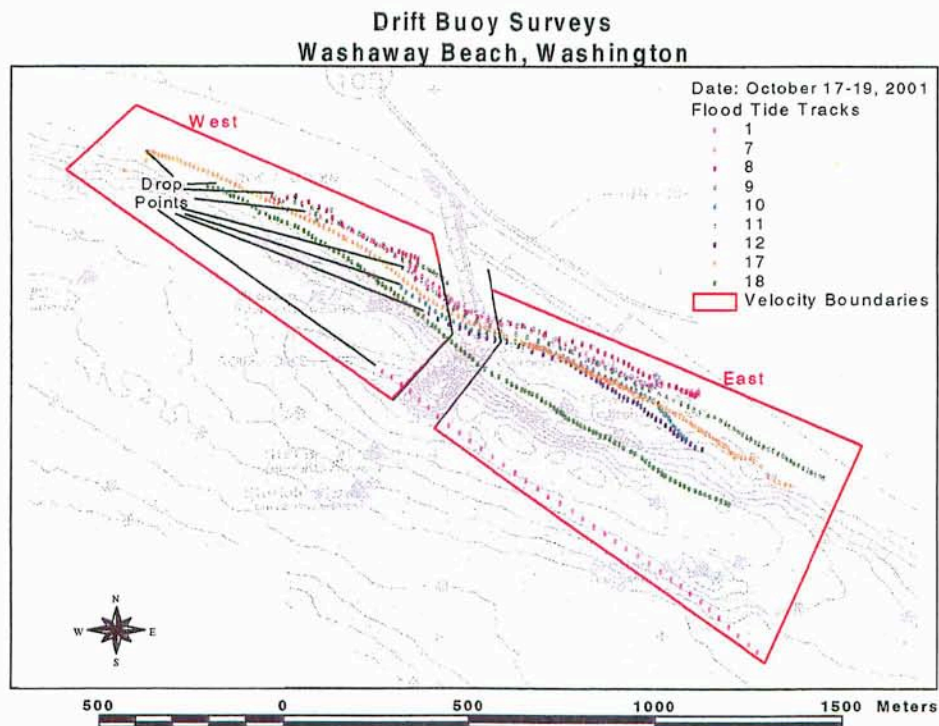 Drift Buoy Surveys
Washaway Beach, Washington
Date: October 17-19, 2001
Flood Tide Tracks
1
7
8
9
10
11
12
17
18
Velocity Boundaries
West
Drop
Points
East
N
W E
S
500 0 500 1000 1500 Meters